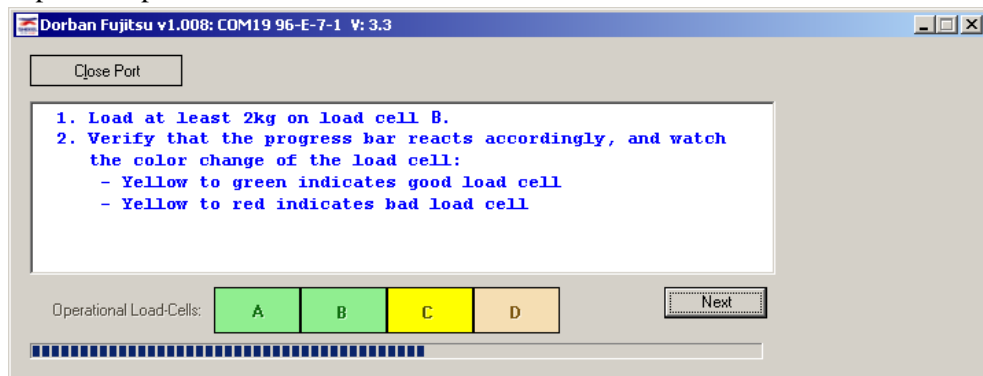 Dorban Fujitsu v1.008: COM19 96-E-7-1 V: 3.3
Close Port
1. Load at least 2kg on load cell B.
2. Verify that the progress bar reacts accordingly, and watch
the color change of the load cell:
- Yellow to green indicates good load cell
- Yellow to red indicates bad load cell
Operational Load-Cells: A B C D Next